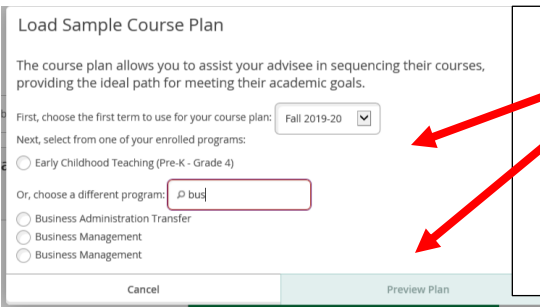 Load Sample Course Plan
The course plan allows you to assist your advisee in sequencing their courses,
providing the ideal path for meeting their academic goals.
First, choose the first term to use for your course plan: Fall 2019-20
Next, select from one of your enrolled programs:
Early Childhood Teaching (Pre-K - Grade 4)
Or, choose a different program: bus
Business Administration Transfer
Business Management
Business Management
Cancel Preview Plan